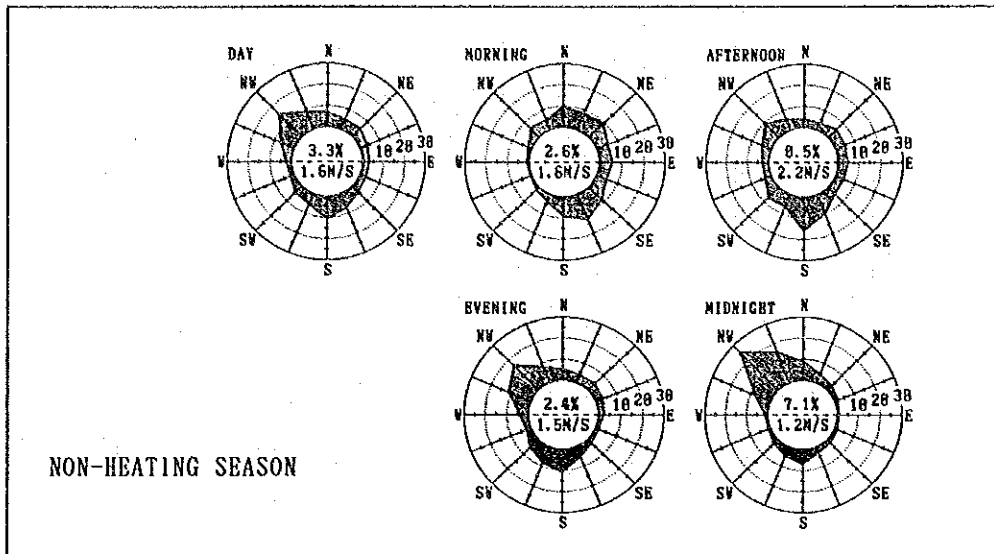 DAY
N
NW
NE
W
3.3%
1.6M/S
10 20 30
E
SW
SE
S
MORNING
N
NW
NE
W
2.6%
1.6M/S
10 20 30
E
SW
SE
S
AFTERNOON
N
NW
NE
W
0.5%
2.2M/S
10 20 30
E
SW
SE
S
EVENING
N
NW
NE
W
2.4%
1.5M/S
10 20 30
E
SW
SE
S
MIDNIGHT
N
NW
NE
W
7.1%
1.2M/S
10 20 30
E
SW
SE
S
NON-HEATING SEASON